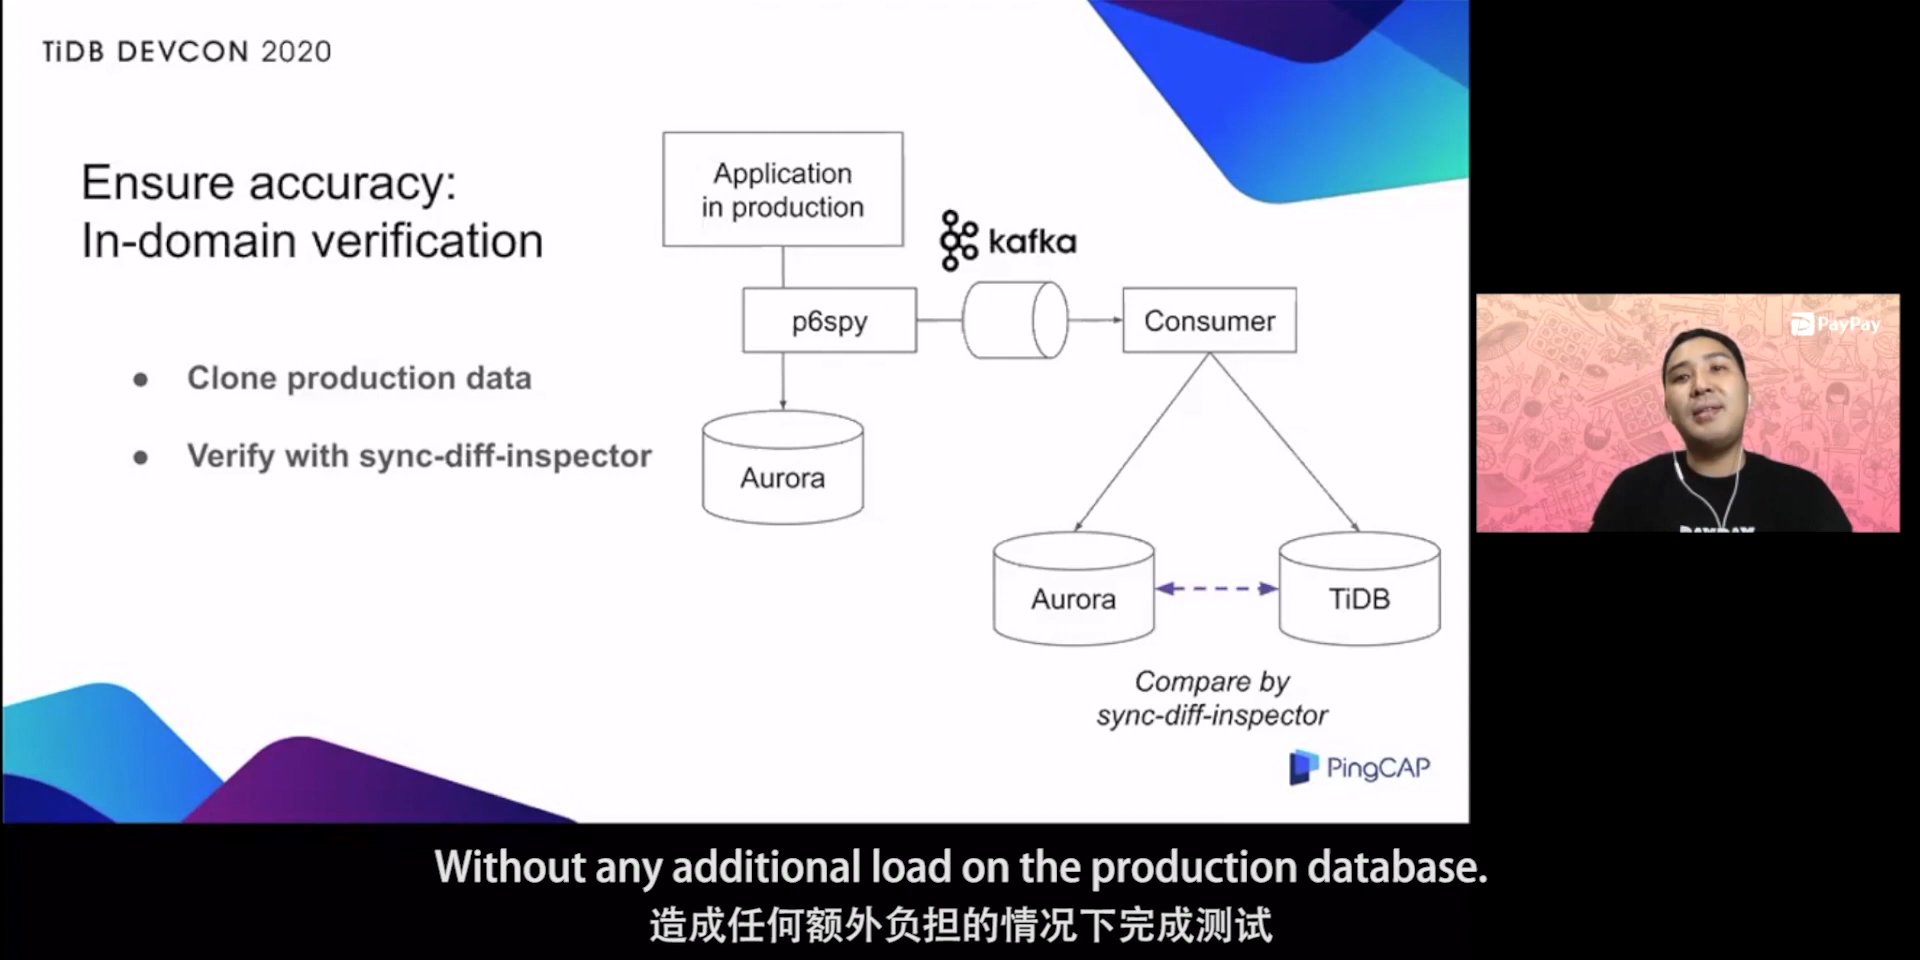 TiDB DEVCON 2020
Ensure accuracy:
In-domain verification
● Clone production data
● Verify with sync-diff-inspector
Application
in production
kafka
p6spy
Consumer
Aurora
Aurora
TiDB
Compare by
sync-diff-inspector
PingCAP
PayPay
Without any additional load on the production database.
造成任何额外负担的情况下完成测试